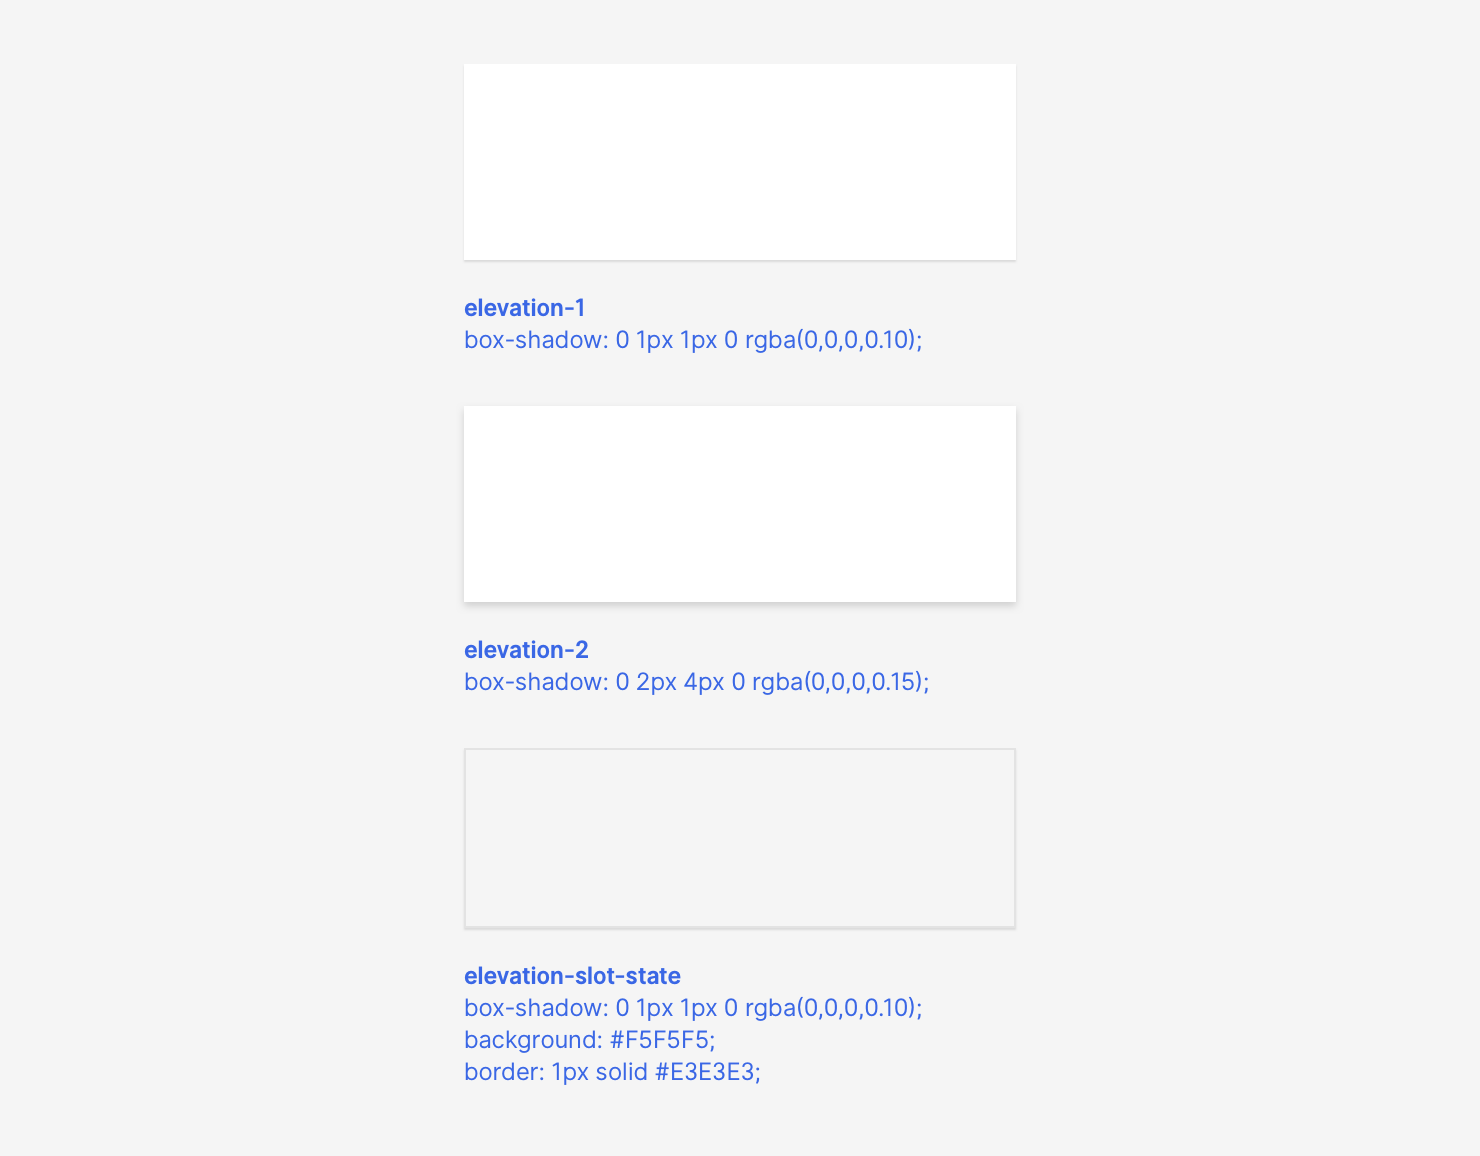 elevation-1
box-shadow: 0 1px 1px 0 rgba(0,0,0,0.10);
elevation-2
box-shadow: 0 2px 4px 0 rgba(0,0,0,0.15);
elevation-slot-state
box-shadow: 0 1px 1px 0 rgba(0,0,0,0.10);
background: #F5F5F5;
border: 1px solid #E3E3E3;